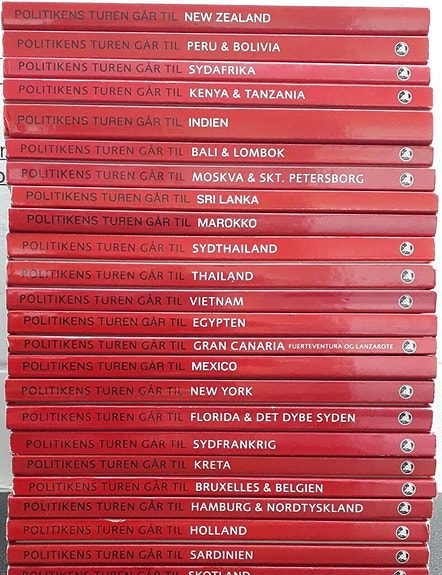 POLITIKENS TUREN GÅR TIL NEW ZEALAND
POLITIKENS TUREN GÅR TIL PERU & BOLIVIA
POLITIKENS TUREN GÅR TIL SYDAFRIKA
POLITIKENS TUREN GÅR TIL KENYA & TANZANIA
POLITIKENS TUREN GÅR TIL INDIEN
POLITIKENS TUREN GÅR TIL BALI & LOMBOK
POLITIKENS TUREN GÅR TIL MOSKVA & SKT. PETERSBORG
POLITIKENS TUREN GÅR TIL SRI LANKA
POLITIKENS TUREN GÅR TIL MAROKKO
POLITIKENS TUREN GÅR TIL SYDTHAILAND
POLITIKENS TUREN GÅR TIL THAILAND
POLITIKENS TUREN GÅR TIL VIETNAM
POLITIKENS TUREN GÅR TIL EGYPTEN
POLITIKENS TUREN GÅR TIL GRAN CANARIA FUERTEVENTURA OG LANZAROTE
POLITIKENS TUREN GÅR TIL MEXICO
POLITIKENS TUREN GÅR TIL NEW YORK
POLITIKENS TUREN GÅR TIL FLORIDA & DET DYBE SYDEN
POLITIKENS TUREN GÅR TIL SYDFRANKRIG
POLITIKENS TUREN GÅR TIL KRETA
POLITIKENS TUREN GÅR TIL BRUXELLES & BELGIEN
POLITIKENS TUREN GÅR TIL HAMBURG & NORDTYSKLAND
POLITIKENS TUREN GÅR TIL HOLLAND
POLITIKENS TUREN GÅR TIL SARDINIEN
POLITIKENS TUREN GÅR TIL SKOTLAND